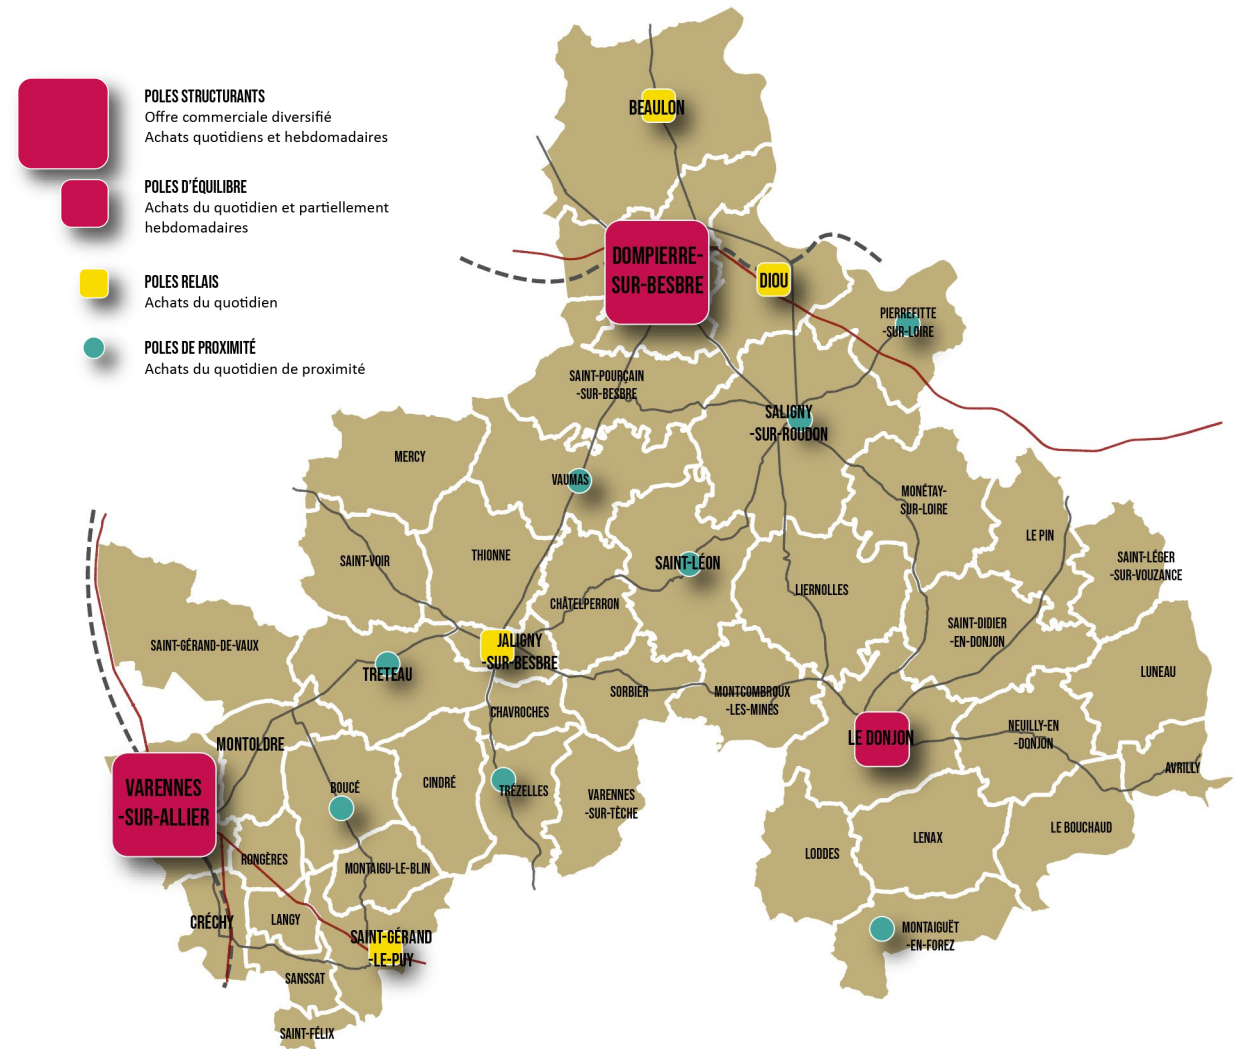 POLES STRUCTURANTS
Offre commerciale diversifié
Achats quotidiens et hebdomadaires
POLES D'ÉQUILIBRE
Achats du quotidien et partiellement
hebdomadaires
POLES RELAIS
Achats du quotidien
POLES DE PROXIMITÉ
Achats du quotidien de proximité
BEAULON
DOMPIERRE-
SUR-BESBRE
DIOU
PIERREFITTE
-SUR-LOIRE
SAINT-POURÇAIN
-SUR-BESBRE
SALIGNY
-SUR-ROUDON
MERCY
VAUMAS
MONÉTAY-
SUR-LOIRE
LE PIN
SAINT-LÉGER
-SUR-VOUZANCE
SAINT-VOIR
THIONNE
SAINT-LÉON
LIERNOLLES
CHÂTELPERRON
SAINT-DIDIER
-EN-DONJON
SAINT-GÉRAND-DE-VAUX
JALIGNY
-SUR-BESBRE
TRETEAU
LUNEAU
SORBIER
MONTCOMBROUX
-LES-MINES
CHAVROCHES
NEUILLY-EN
-DONJON
LE DONJON
MONTOLDRE
AVRILLY
VARENNES
-SUR-ALLIER
BOUCÉ
CINDRÉ
TRÉZELLES
VARENNES
-SUR-TÈCHE
LE BOUCHAUD
LENAX
LODDES
RONGÈRES
MONTAIGU-LE-BLIN
CRÉCHY
LANGY
MONTAIGUËT
-EN-FOREZ
SAINT-GÉRAND
-LE-PUY
SANSSAT
SAINT-FÉLIX